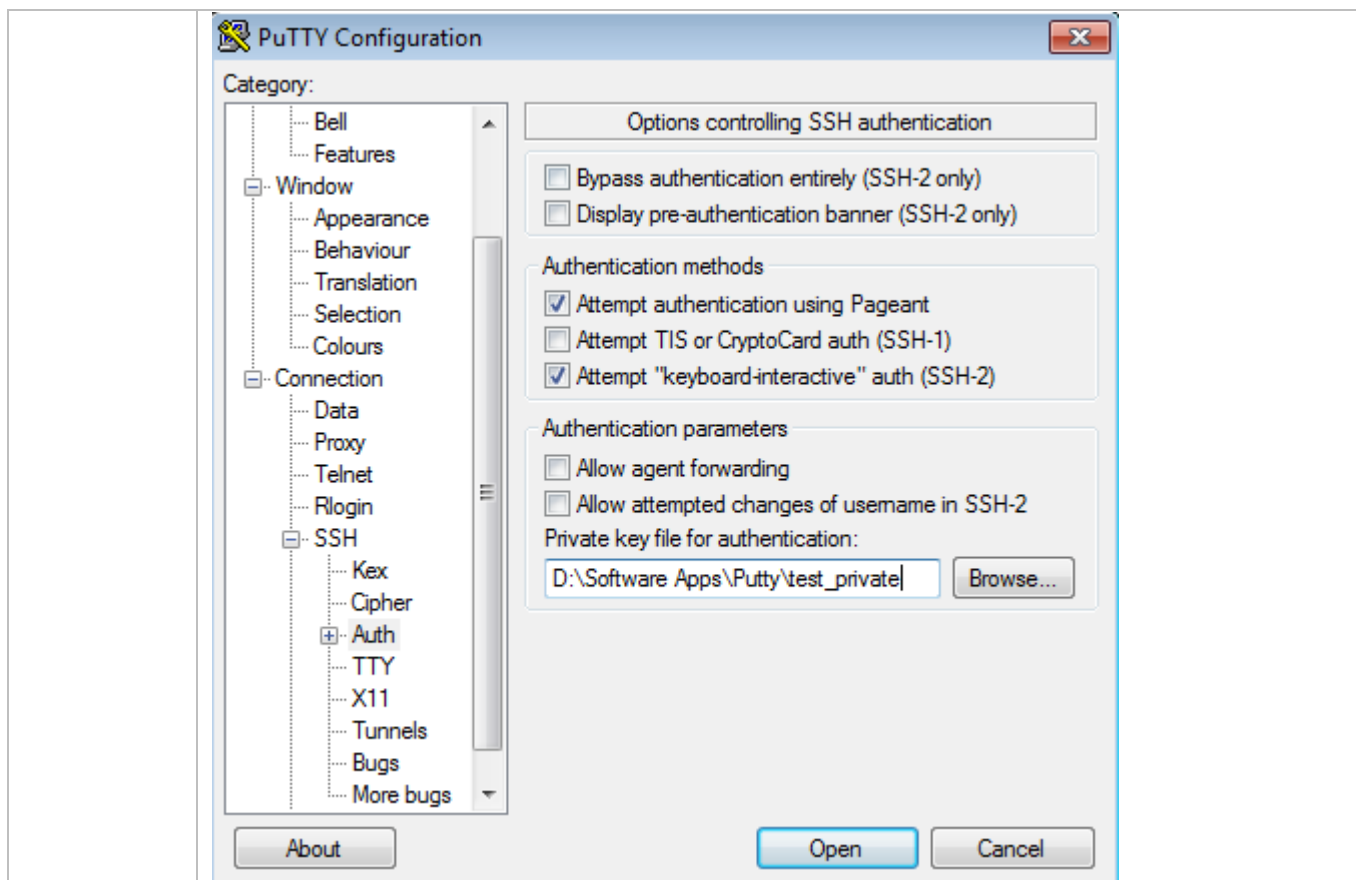 PuTTY Configuration
Category:
Bell
Features
Window
Appearance
Behaviour
Translation
Selection
Colours
Connection
Data
Proxy
Telnet
Rlogin
SSH
Kex
Cipher
Auth
TTY
X11
Tunnels
Bugs
More bugs
Options controlling SSH authentication
Bypass authentication entirely (SSH-2 only)
Display pre-authentication banner (SSH-2 only)
Authentication methods
Attempt authentication using Pageant
Attempt TIS or CryptoCard auth (SSH-1)
Attempt "keyboard-interactive" auth (SSH-2)
Authentication parameters
Allow agent forwarding
Allow attempted changes of username in SSH-2
Private key file for authentication:
D:\Software Apps\Putty\test_private
Browse...
About
Open
Cancel